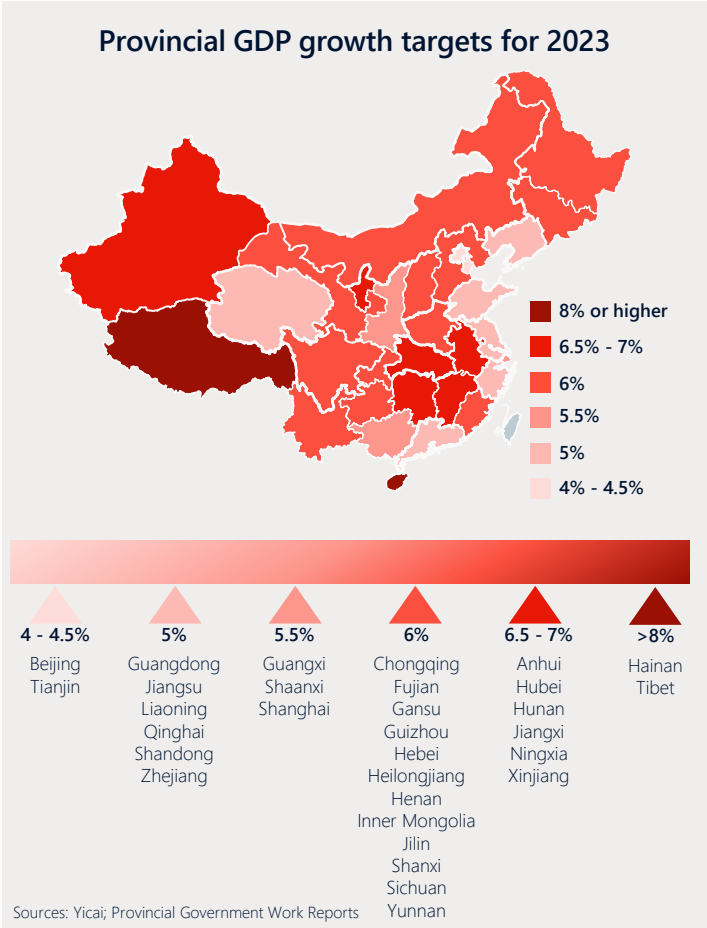 Provincial GDP growth targets for 2023
8% or higher
6.5% - 7%
6%
5.5%
5%
4% - 4.5%
4 - 4.5%
Beijing
Tianjin
5%
Guangdong
Jiangsu
Liaoning
Qinghai
Shandong
Zhejiang
5.5%
Guangxi
Shaanxi
Shanghai
6%
Chongqing
Fujian
Gansu
Guizhou
Hebei
Heilongjiang
Henan
Inner Mongolia
Jilin
Shanxi
Sichuan
Yunnan
6.5 - 7%
Anhui
Hubei
Hunan
Jiangxi
Ningxia
Xinjiang
>8%
Hainan
Tibet
Sources: Yicai; Provincial Government Work Reports